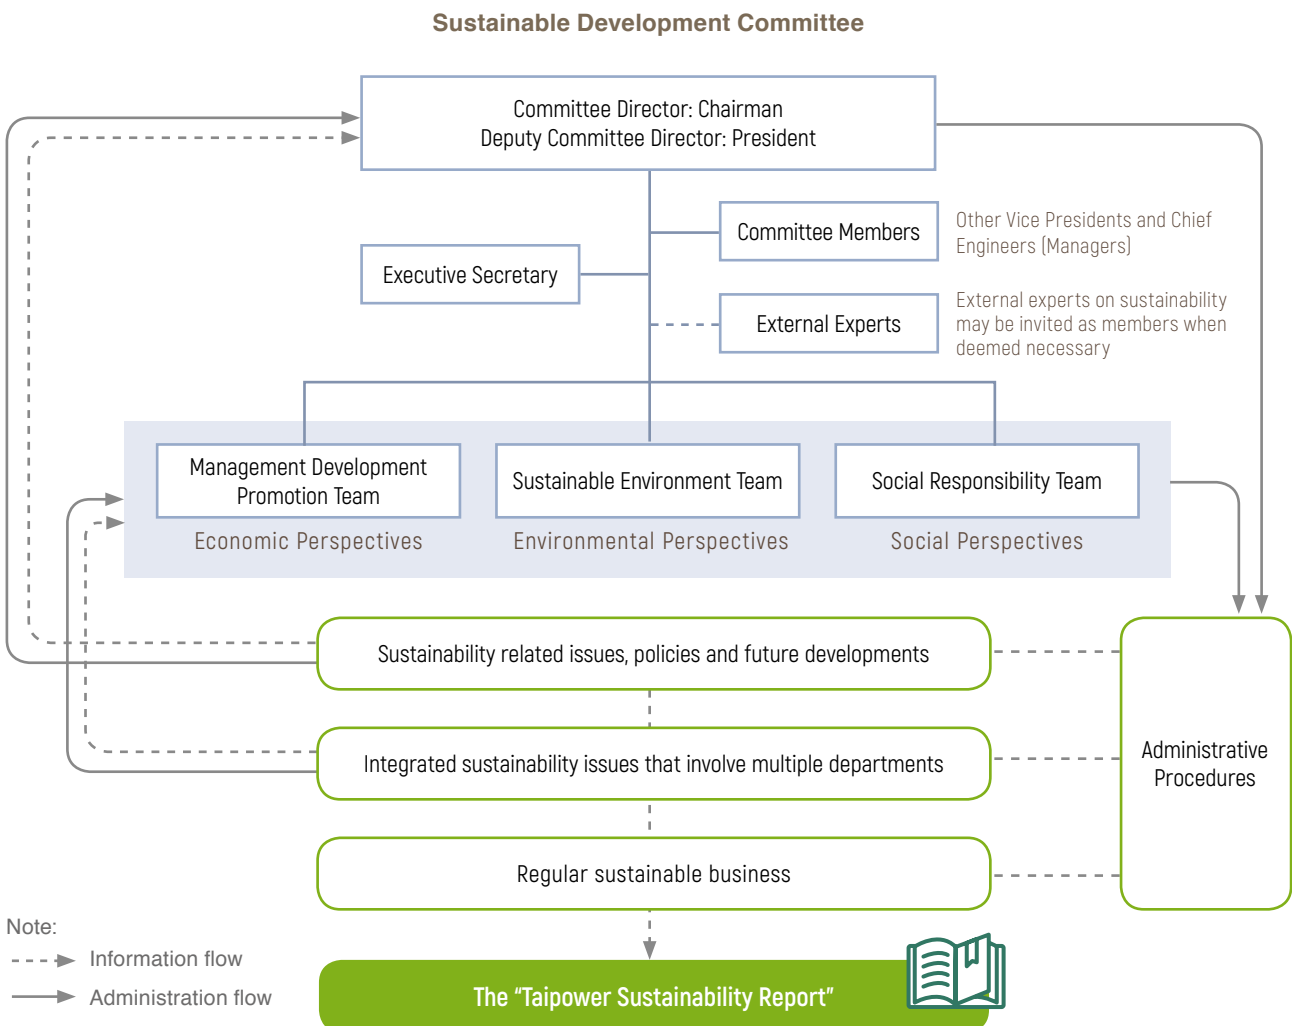 Sustainable Development Committee
Committee Director: Chairman
Deputy Committee Director: President
Committee Members
Other Vice Presidents and Chief
Engineers (Managers)
Executive Secretary
External Experts
External experts on sustainability
may be invited as members when
deemed necessary
Management Development
Promotion Team
Sustainable Environment Team
Social Responsibility Team
Economic Perspectives
Environmental Perspectives
Social Perspectives
Sustainability related issues, policies and future developments
Integrated sustainability issues that involve multiple departments
Administrative
Procedures
Regular sustainable business
Note:
Information flow
Administration flow
The “Taipower Sustainability Report”